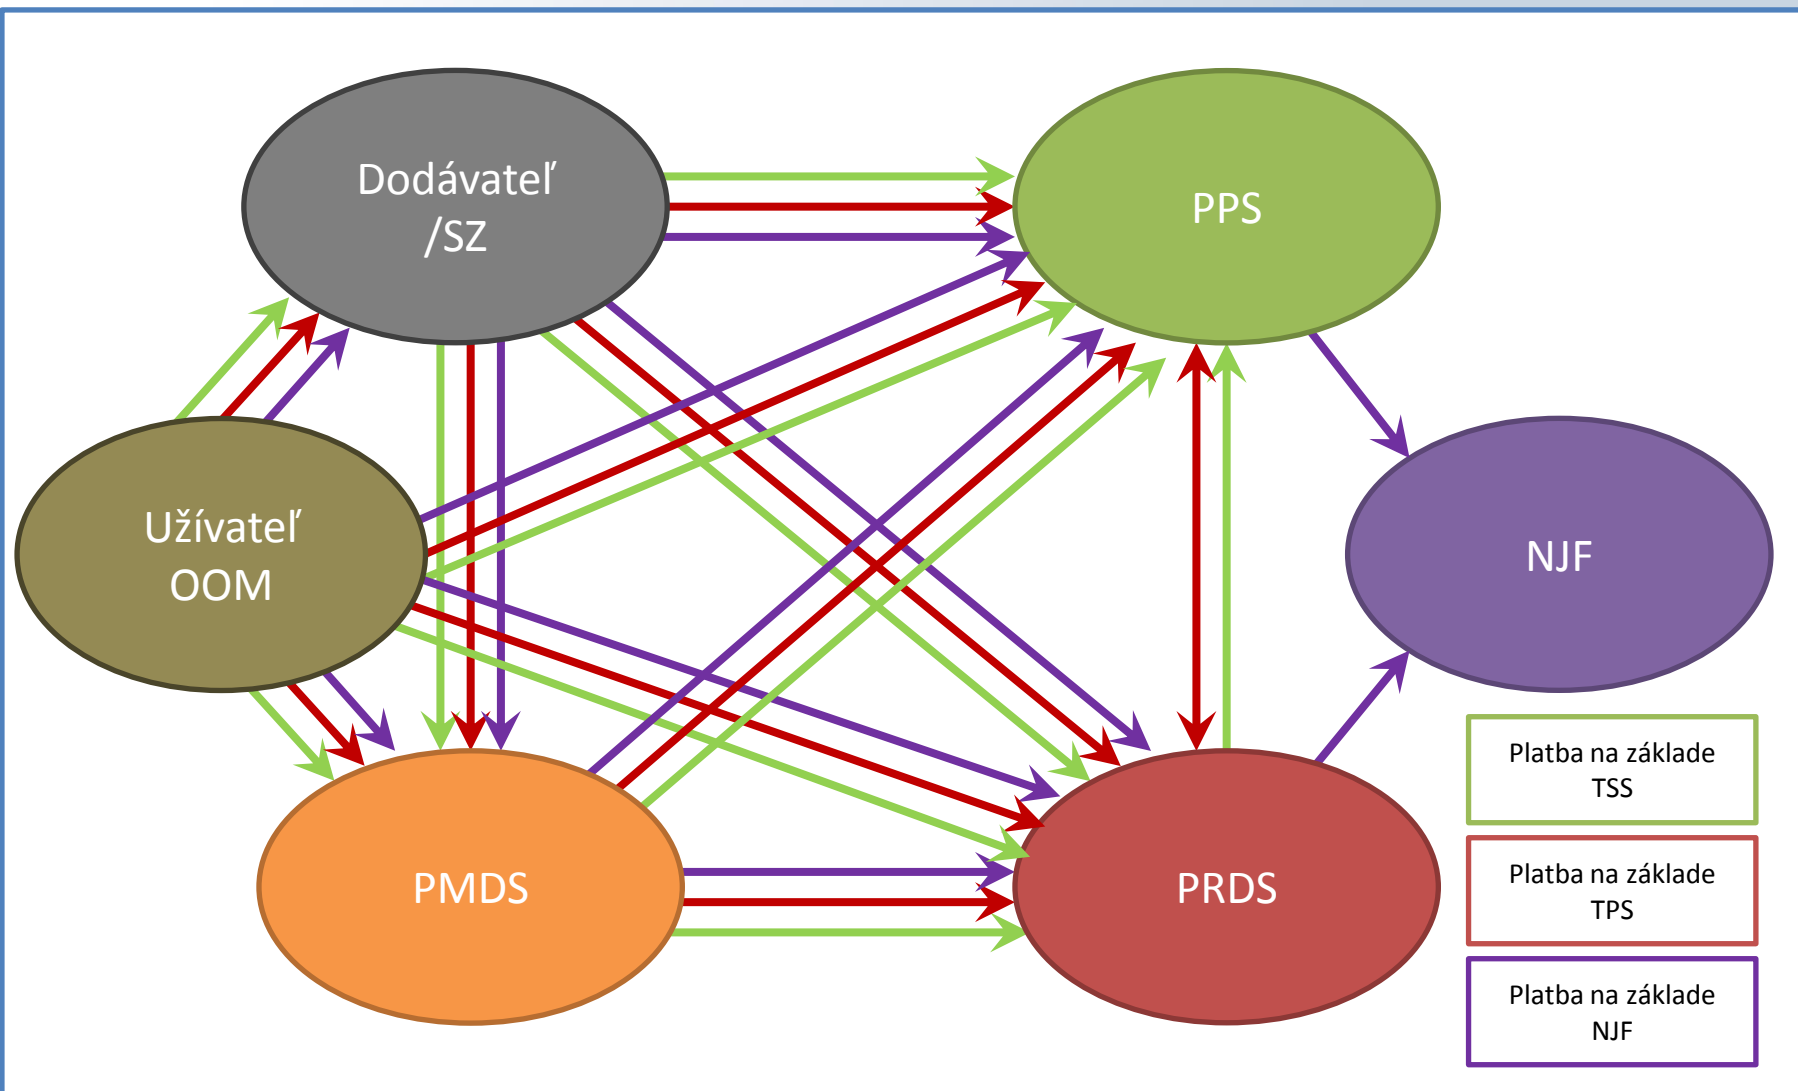 Dodávateľ
/SZ
PPS
Užívateľ
OOM
NJF
PMDS
PRDS
Platba na základe
TSS
Platba na základe
TPS
Platba na základe
NJF